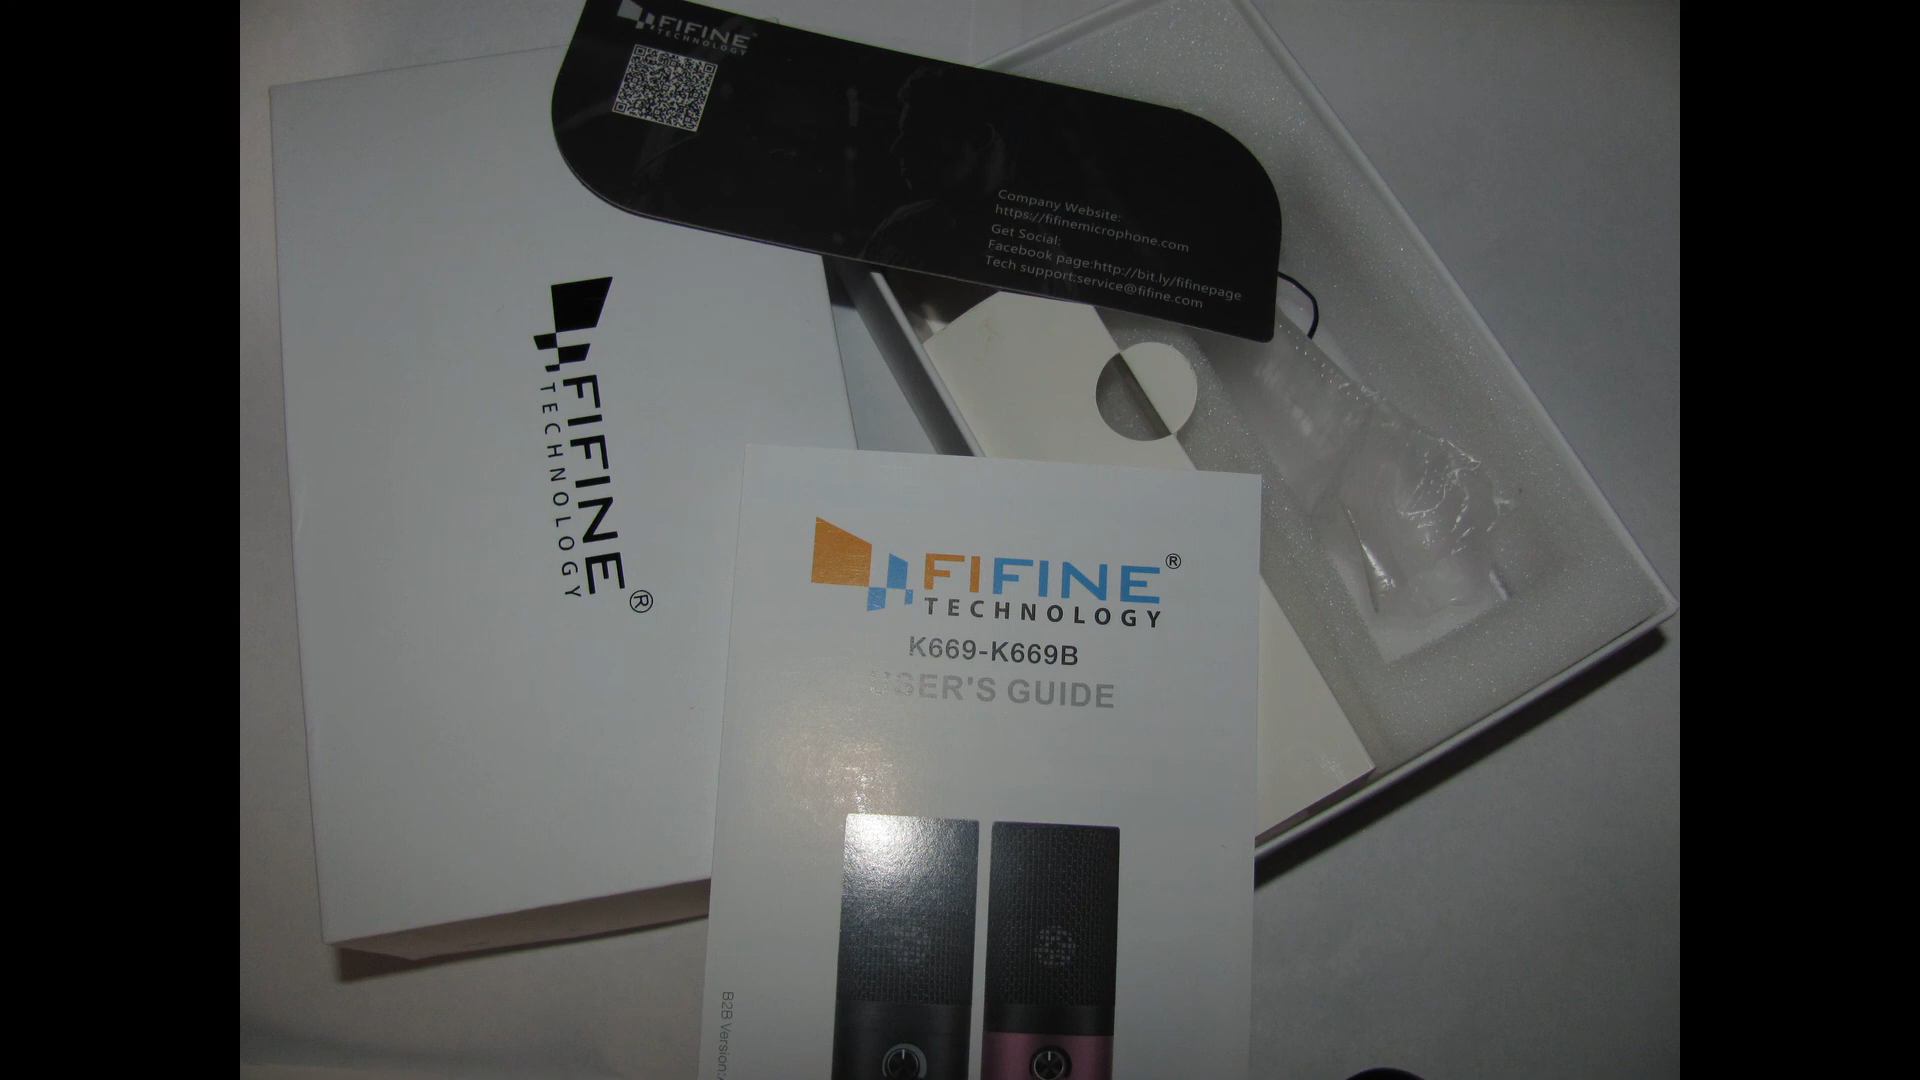 FIFINE
TECHNOLOGY
Company Website:
https://fifinemicrophone.com
Get Social:
Facebook page:http://bit.ly/fifinepage
Tech support:service@fifine.com
FIFINE®
TECHNOLOGY
FIFINE®
TECHNOLOGY
K669-K669B
USER'S GUIDE
B2B Version: